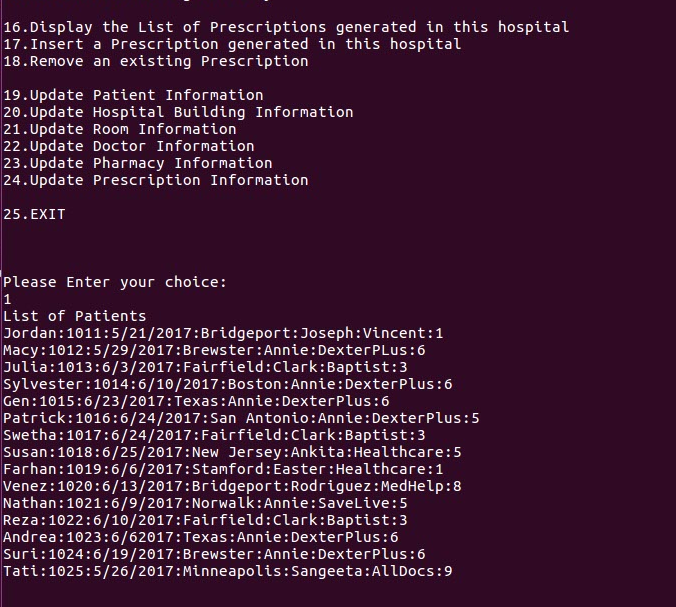 16.Display the List of Prescriptions generated in this hospital
17.Insert a Prescription generated in this hospital
18.Remove an existing Prescription
19.Update Patient Information
20.Update Hospital Building Information
21.Update Room Information
22.Update Doctor Information
23.Update Pharmacy Information
24.Update Prescription Information
25.EXIT
Please Enter your choice:
1
List of Patients
Jordan:1011:5/21/2017:Bridgeport:Joseph:Vincent:1
Macy:1012:5/29/2017:Brewster:Annie:DexterPLus:6
Julia:1013:6/3/2017:Fairfield:Clark:Baptist:3
Sylvester:1014:6/10/2017:Boston:Annie:DexterPlus:6
Gen:1015:6/23/2017:Texas:Annie:DexterPlus:6
Patrick:1016:6/24/2017:San Antonio:Annie:DexterPlus:5
Swetha:1017:6/24/2017:Fairfield:Clark:Baptist:3
Susan:1018:6/25/2017:New Jersey:Ankita:Healthcare:5
Farhan:1019:6/6/2017:Stamford:Easter:Healthcare:1
Venez:1020:6/13/2017:Bridgeport:Rodriguez:MedHelp:8
Nathan:1021:6/9/2017:Norwalk:Annie:SaveLive:5
Reza:1022:6/10/2017:Fairfield:Clark:Baptist:3
Andrea:1023:6/62017:Texas:Annie:DexterPlus:6
Suri:1024:6/19/2017:Brewster:Annie:DexterPlus:6
Tati:1025:5/26/2017:Minneapolis:Sangeeta:AllDocs:9